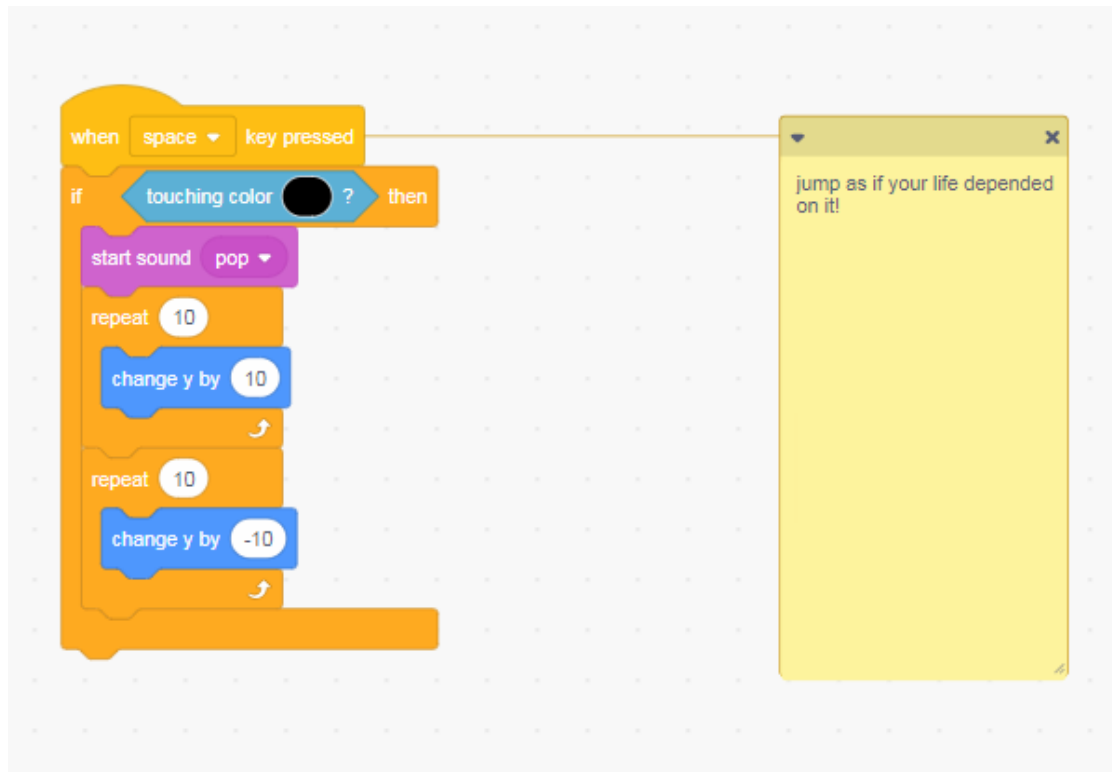 when space key pressed
if touching color ? then
start sound pop
repeat 10
change y by 10
repeat 10
change y by -10
jump as if your life depended
on it!